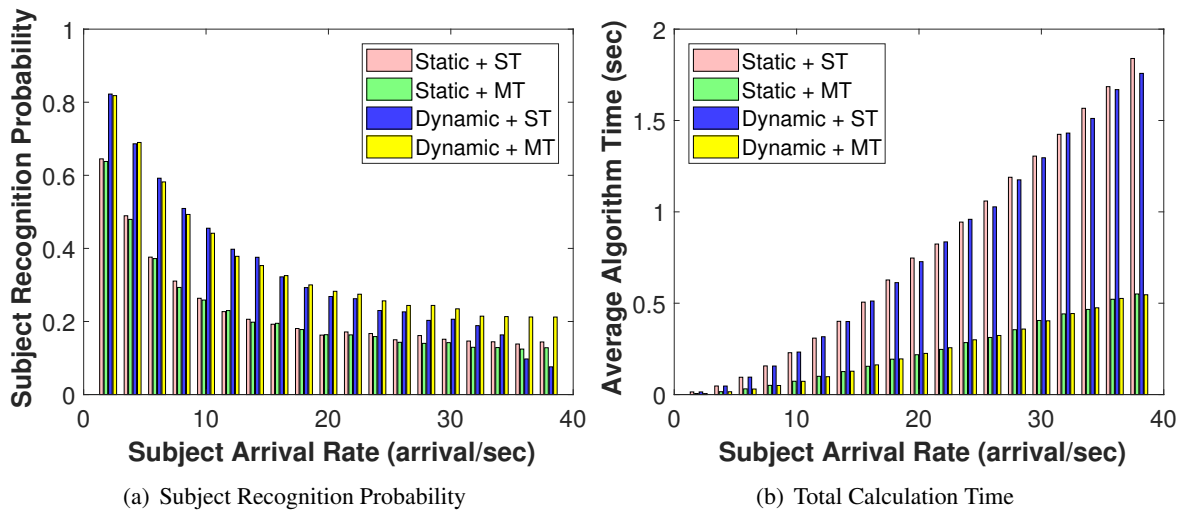 Subject Recognition Probability
1
0.8
0.6
0.4
0.2
0
Static + ST
Static + MT
Dynamic + ST
Dynamic + MT
0 10 20 30 40
Subject Arrival Rate (arrival/sec)
(a) Subject Recognition Probability
Average Algorithm Time (sec)
2
1.5
1
0.5
0
Static + ST
Static + MT
Dynamic + ST
Dynamic + MT
0 10 20 30 40
Subject Arrival Rate (arrival/sec)
(b) Total Calculation Time